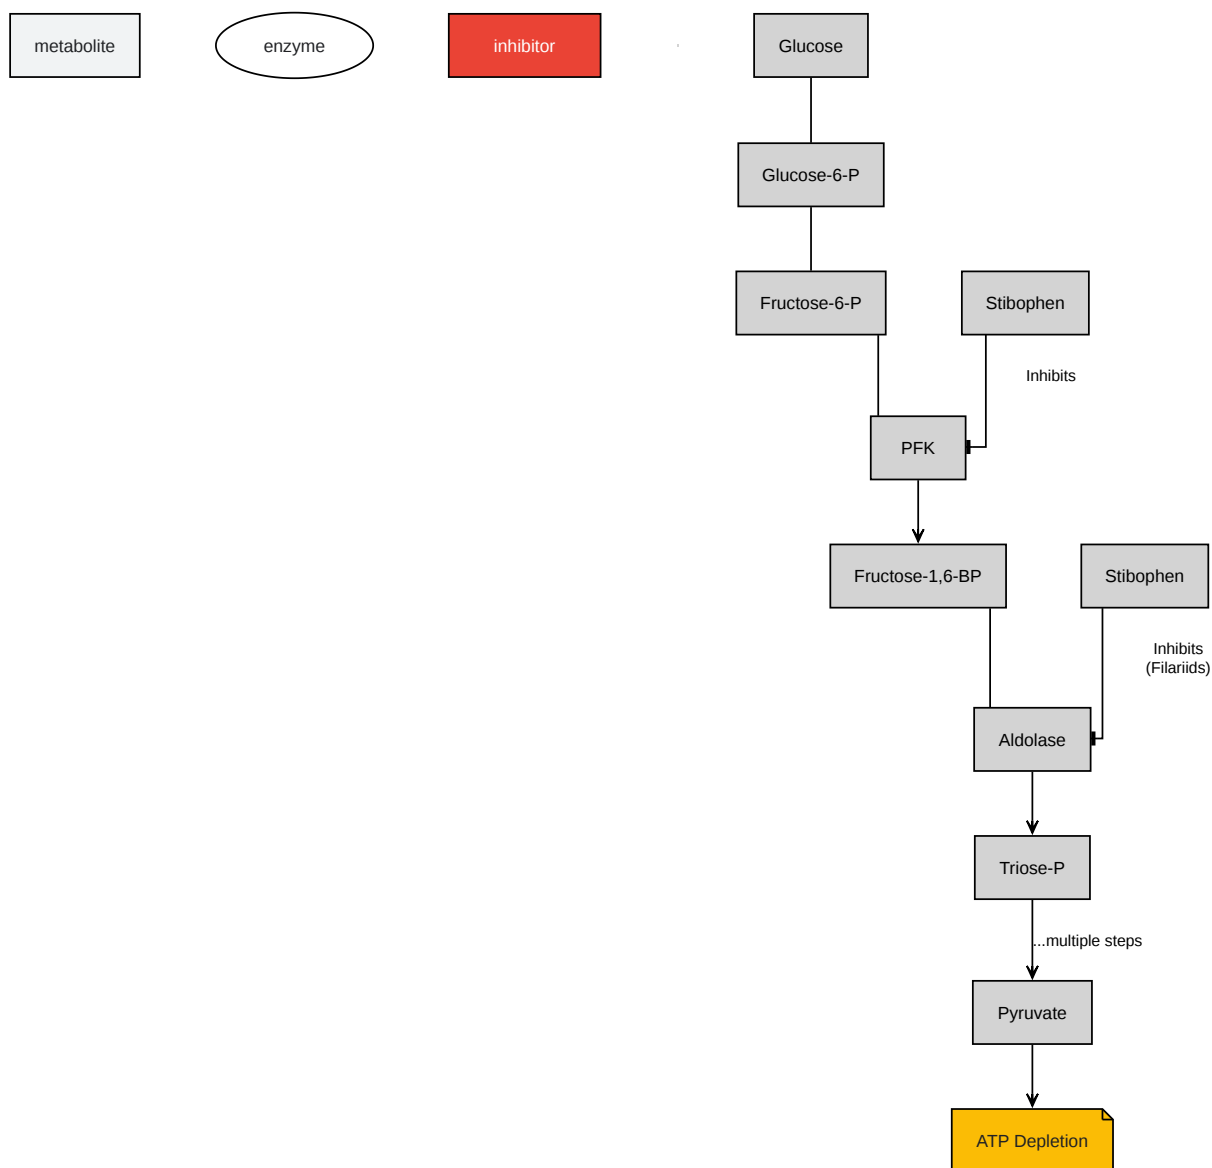 metabolite
enzyme
inhibitor
Glucose
Glucose-6-P
Fructose-6-P
Stibophen
Inhibits
PFK
Fructose-1,6-BP
Stibophen
Inhibits
(Filariids)
Aldolase
Triose-P
...multiple steps
Pyruvate
ATP Depletion